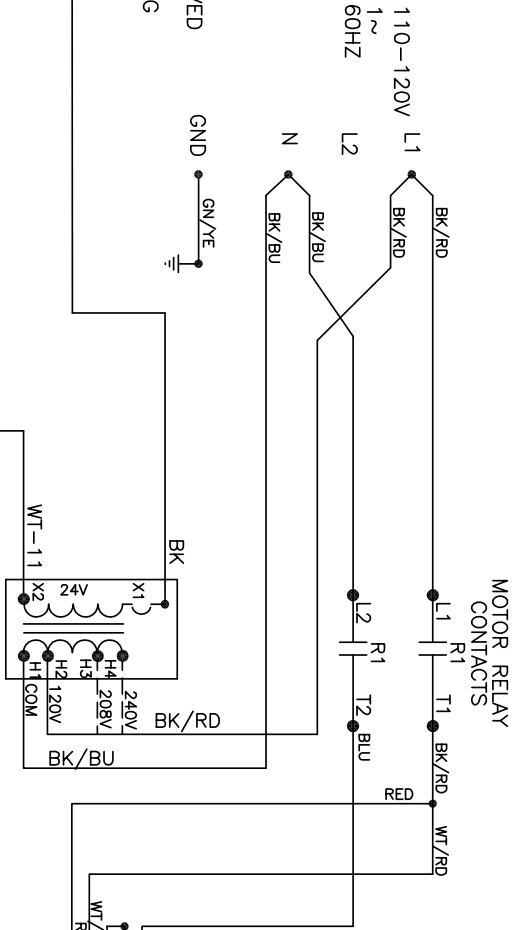 MOTOR RELAY
CONTACTS
110-120V
1~
60HZ
L1
L2
N
GND
BK/RD
BK/RD
BK/BU
BK/BU
GN/YE
L1
R1
T1
L2
R1
T2
BLU
BK/RD
WT/RD
RED
BK
WT-11
X1
24V
X2
H4
H3
H2
H1
240V
208V
120V
COM
BK/RD
BK/BU
WT/